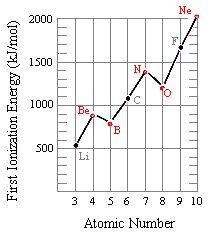 First Ionization Energy (kJ/mol)
2000
1500
1000
500
Ne
F
N
O
C
Be
B
Li
3 4 5 6 7 8 9 10
Atomic Number